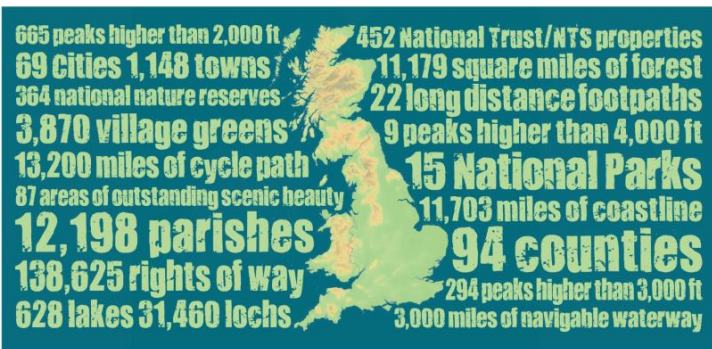 665 peaks higher than 2,000 ft
69 Cities 1,148 towns
364 national nature reserves
3,870 village greens
13,200 miles of cycle path
87 areas of outstanding scenic beauty
12,198 parishes
138,625 rights of way
628 lakes 31,460 lochs
452 National Trust/NTS properties
11,179 square miles of forest
22 long distance footpaths
9 peaks higher than 4,000 ft
15 National Parks
11,703 miles of coastline
94 counties
294 peaks higher than 3,000 ft
3,000 miles of navigable waterway